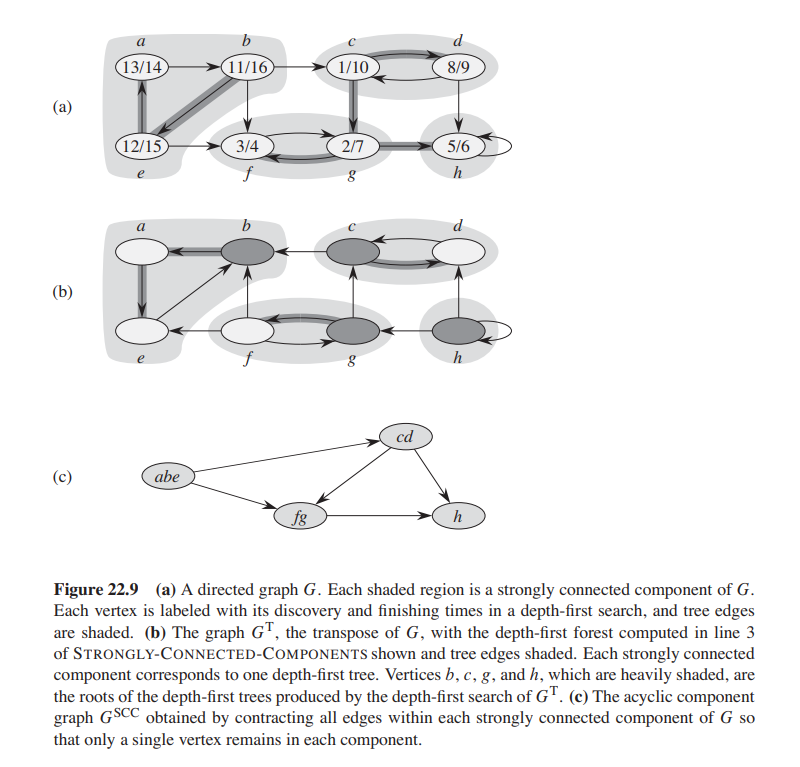 a b c d
(a)
13/14 11/16 1/10 8/9
12/15 3/4 2/7 5/6
e f g h
a b c d
(b)
e f g h
cd
(c)
abe
fg h
Figure 22.9 (a) A directed graph G. Each shaded region is a strongly connected component of G.
Each vertex is labeled with its discovery and finishing times in a depth-first search, and tree edges
are shaded. (b) The graph Gᵀ, the transpose of G, with the depth-first forest computed in line 3
of STRONGLY-CONNECTED-COMPONENTS shown and tree edges shaded. Each strongly connected
component corresponds to one depth-first tree. Vertices b, c, g, and h, which are heavily shaded, are
the roots of the depth-first trees produced by the depth-first search of Gᵀ. (c) The acyclic component
graph Gˢᶜᶜ obtained by contracting all edges within each strongly connected component of G so
that only a single vertex remains in each component.